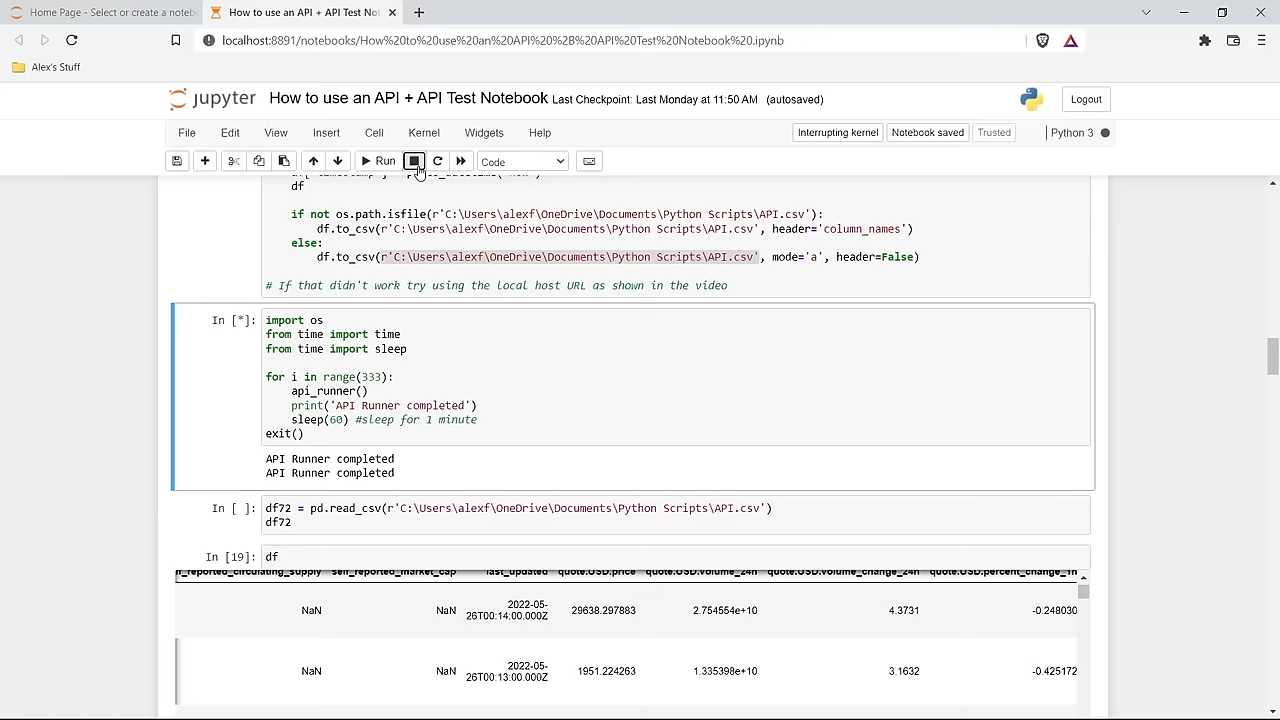 Home Page - Select or create a noteb
How to use an API + API Test Not
localhost:8891/notebooks/How%20to%20use%20an%20API%20%2B%20API%20Test%20Notebook%20.ipynb
Alex's Stuff
jupyter How to use an API + API Test Notebook Last Checkpoint: Last Monday at 11:50 AM (autosaved)
Logout
File Edit View Insert Cell Kernel Widgets Help
Interrupting kernel Notebook saved Trusted Python 3
Run Code
df
if not os.path.isfile(r'C:\Users\alexf\OneDrive\Documents\Python Scripts\API.csv'):
df.to_csv(r'C:\Users\alexf\OneDrive\Documents\Python Scripts\API.csv', header='column_names')
else:
df.to_csv(r'C:\Users\alexf\OneDrive\Documents\Python Scripts\API.csv', mode='a', header=False)
# If that didn't work try using the local host URL as shown in the video
In [*]: import os
from time import time
from time import sleep
for i in range(333):
api_runner()
print('API Runner completed')
sleep(60) #sleep for 1 minute
exit()
API Runner completed
API Runner completed
In [ ]: df72 = pd.read_csv(r'C:\Users\alexf\OneDrive\Documents\Python Scripts\API.csv')
df72
In [19]: df
r_reported_circulating_supply self_reported_market_cap last_updated quote.USD.price quote.USD.volume_24h quote.USD.volume_change_24h quote.USD.percent_change_1h
NaN NaN 2022-05-26T00:14:00.000Z 29638.297883 2.754554e+10 4.3731 -0.248030
NaN NaN 2022-05-26T00:13:00.000Z 1951.224263 1.335398e+10 3.1632 -0.425172